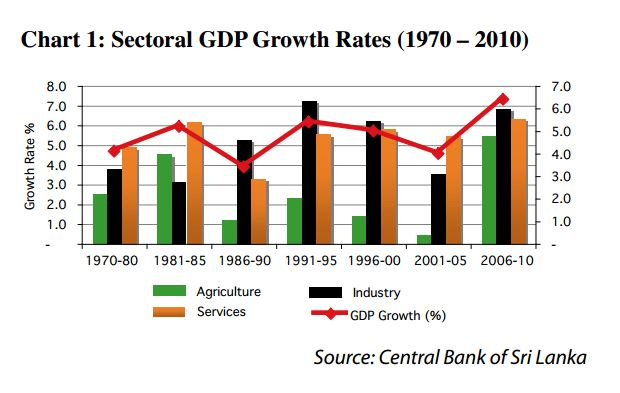 Chart 1: Sectoral GDP Growth Rates (1970 – 2010)
8.0
7.0
6.0
5.0
4.0
3.0
2.0
1.0
-
Growth Rate %
7.0
6.0
5.0
4.0
3.0
2.0
1.0
-
1970-80 1981-85 1986-90 1991-95 1996-00 2001-05 2006-10
Agriculture Industry
Services GDP Growth (%)
Source: Central Bank of Sri Lanka